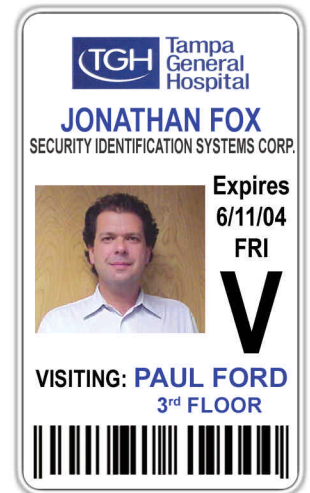 TGH
Tampa
General
Hospital
JONATHAN FOX
SECURITY IDENTIFICATION SYSTEMS CORP.
Expires
6/11/04
FRI
V
VISITING: PAUL FORD
3rd FLOOR